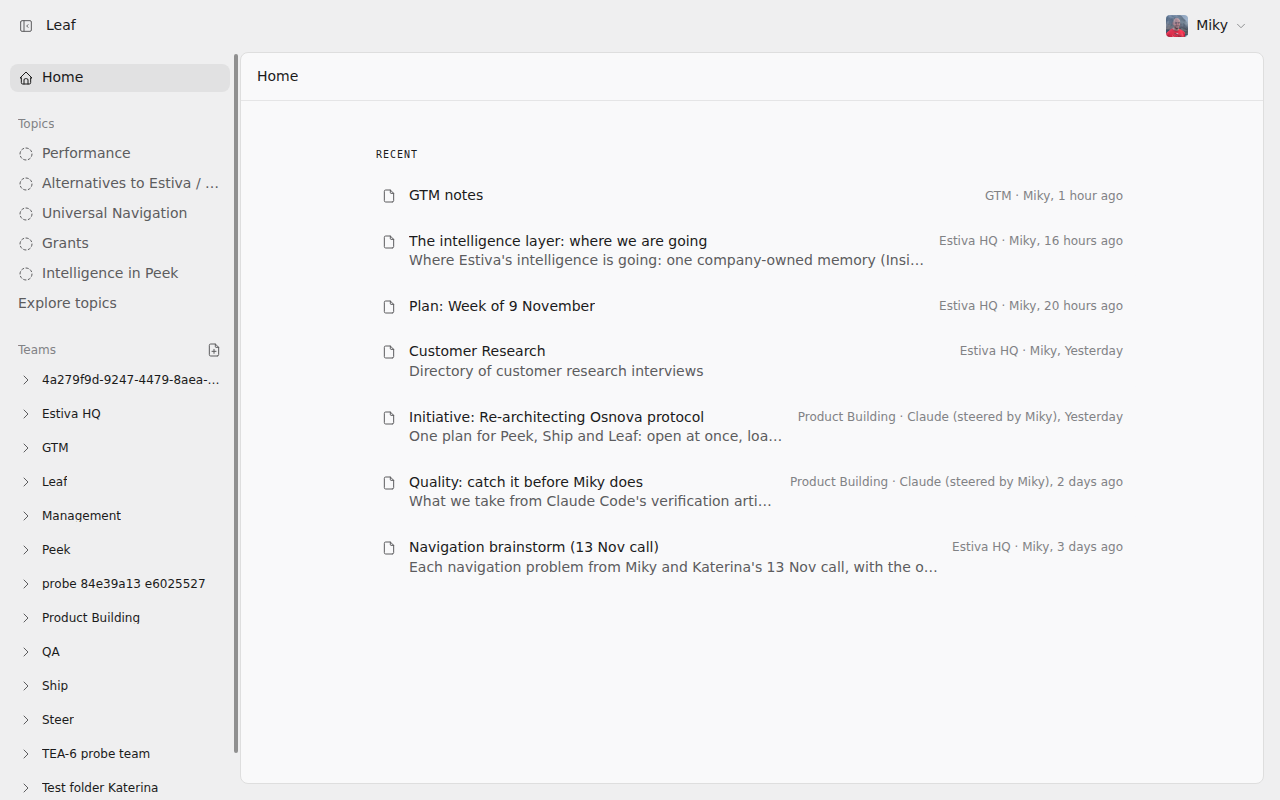 Leaf
Miky
Home
Topics
Performance
Alternatives to Estiva / ...
Universal Navigation
Grants
Intelligence in Peek
Explore topics
Teams
4a279f9d-9247-4479-8aea-...
Estiva HQ
GTM
Leaf
Management
Peek
probe 84e39a13 e6025527
Product Building
QA
Ship
Steer
TEA-6 probe team
Test folder Katerina
Home
RECENT
GTM notes
GTM · Miky, 1 hour ago
The intelligence layer: where we are going
Estiva HQ · Miky, 16 hours ago
Where Estiva's intelligence is going: one company-owned memory (Insi...
Plan: Week of 9 November
Estiva HQ · Miky, 20 hours ago
Customer Research
Estiva HQ · Miky, Yesterday
Directory of customer research interviews
Initiative: Re-architecting Osnova protocol
Product Building · Claude (steered by Miky), Yesterday
One plan for Peek, Ship and Leaf: open at once, loa...
Quality: catch it before Miky does
Product Building · Claude (steered by Miky), 2 days ago
What we take from Claude Code's verification arti...
Navigation brainstorm (13 Nov call)
Estiva HQ · Miky, 3 days ago
Each navigation problem from Miky and Katerina's 13 Nov call, with the o...